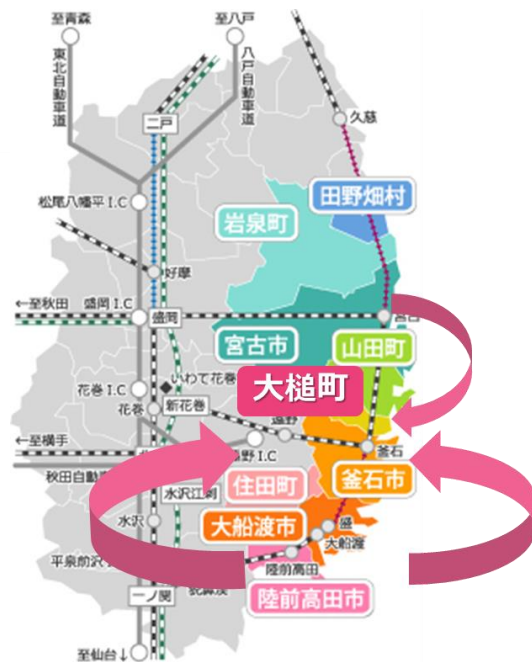 至青森
至八戸
東北自動車道
八戸自動車道
二戸
久慈
松尾八幡平I.C
田野畑村
岩泉町
好摩
←至秋田
盛岡I.C
盛岡
宮古
宮古市
山田町
大槌町
いわて花巻
花巻I.C
花巻
新花巻
遠野
←至横手
釜石
遠野I.C
秋田自動車
住田町
釜石市
水沢江刺
大船渡市
水沢
盛
大船渡
平泉前沢
陸前高田
一ノ関
陸前高田市
至仙台↓